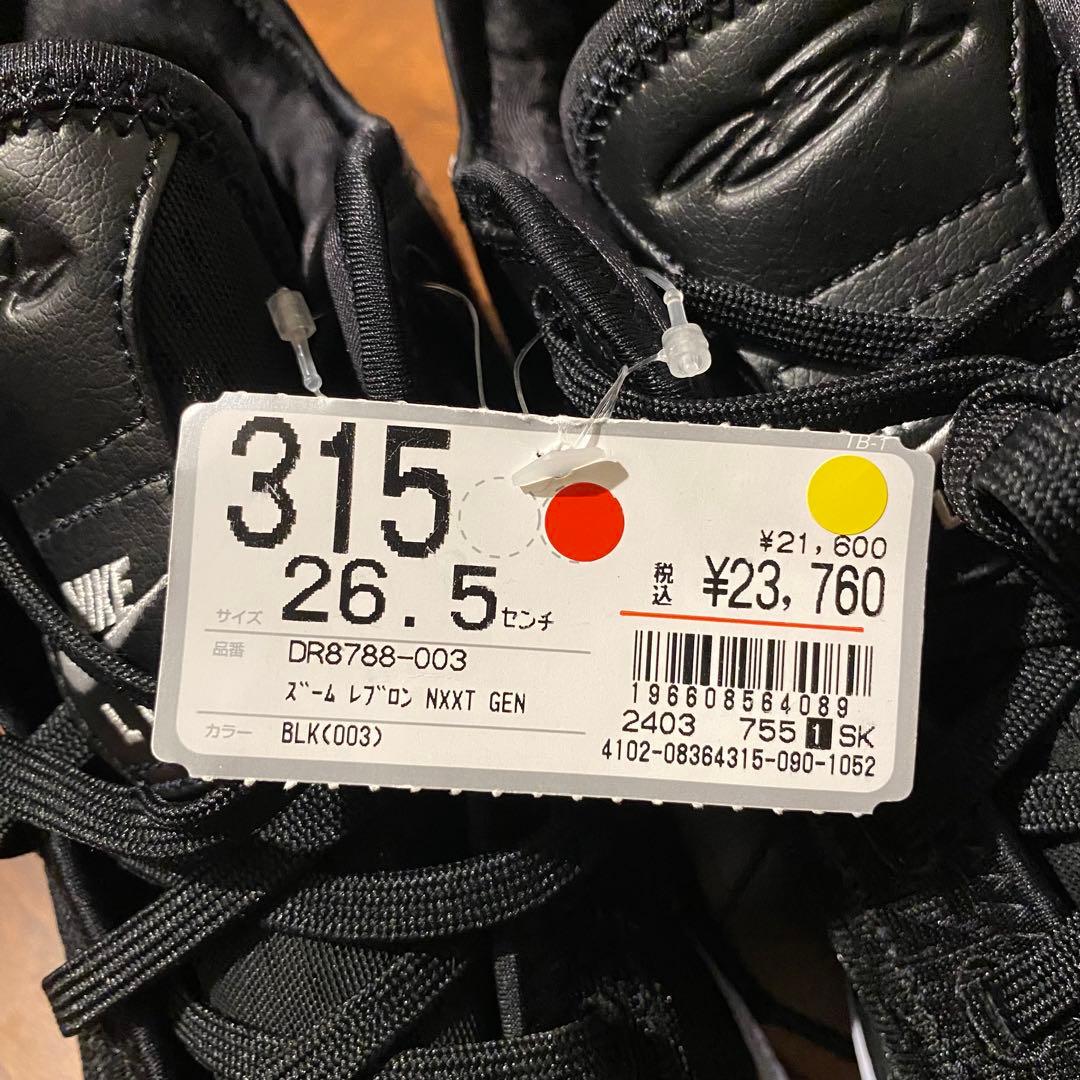 TB-1
315
¥21,600
税込 ¥23,760
サイズ 26.5センチ
品番 DR8788-003
ズーム レブロン NXXT GEN
カラー BLK(003)
196608564089
2403 755 1 SK
4102-08364315-090-1052
NIKE